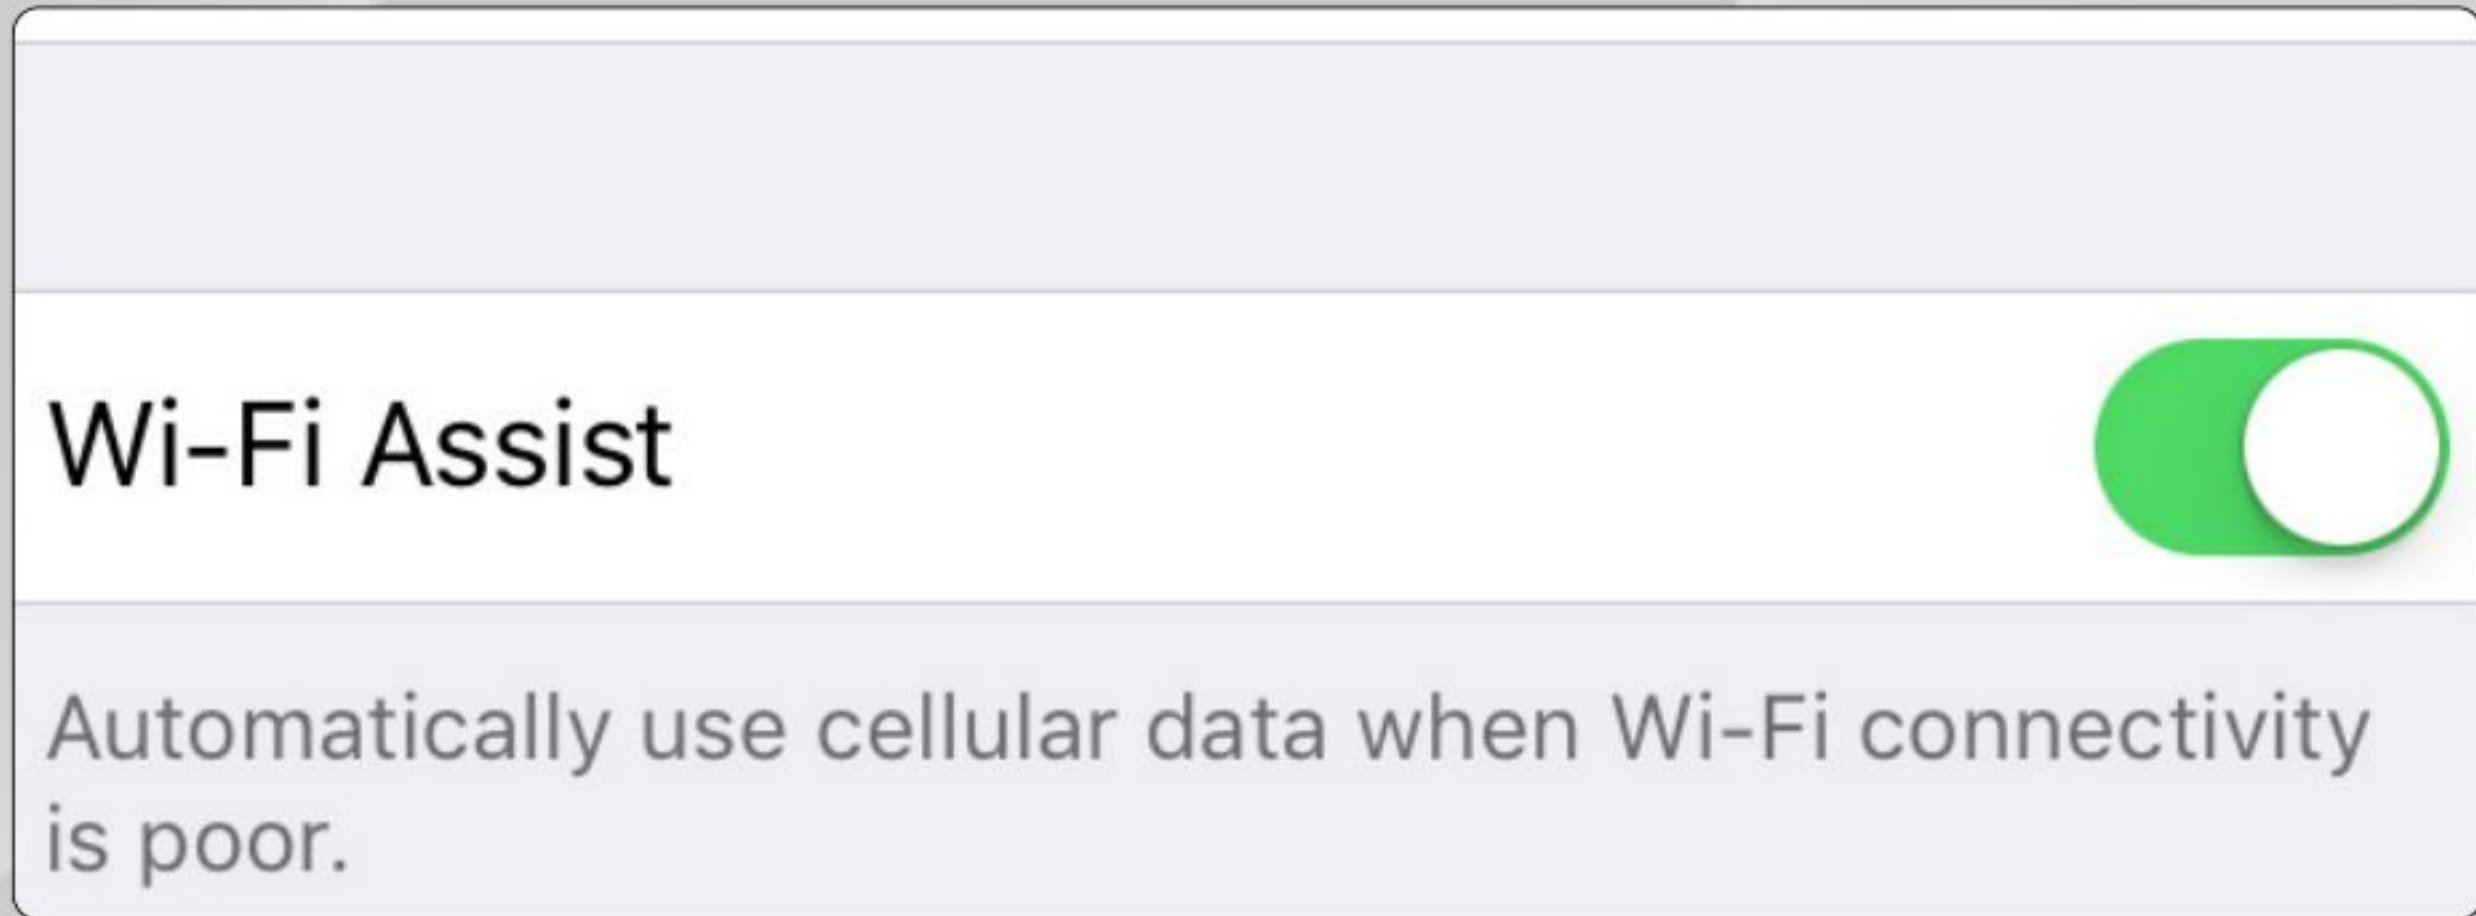 Wi-Fi Assist
Automatically use cellular data when Wi-Fi connectivity
is poor.